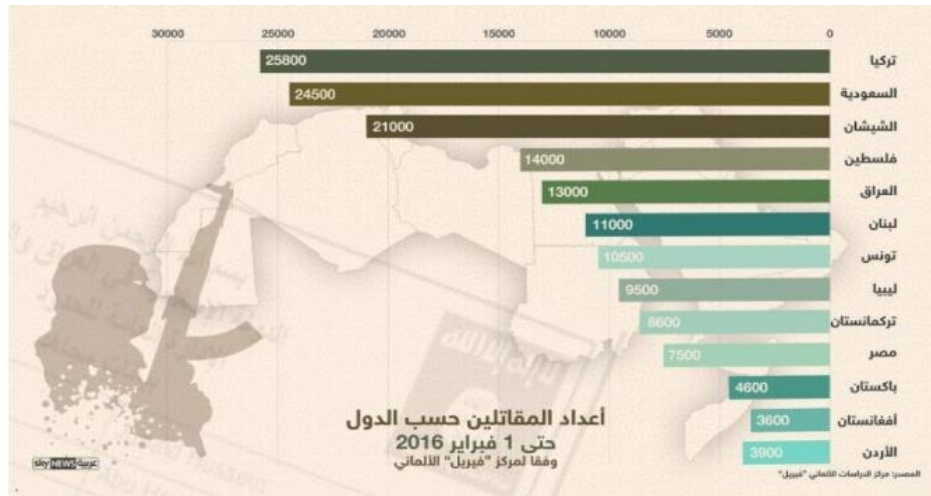 30000 25000 20000 15000 10000 5000 0
تركيا 25800
السعودية 24500
الشيشان 21000
فلسطين 14000
العراق 13000
لبنان 11000
تونس 10500
ليبيا 9500
تركمانستان 8600
مصر 7500
باكستان 4600
أفغانستان 3600
الأردن 3900
أعداد المقاتلين حسب الدول
حتى 1 فبراير 2016
وفقا لمركز "فيريل" الألماني
المصدر: مركز الدراسات الألماني "فيريل"
sky NEWS عربية